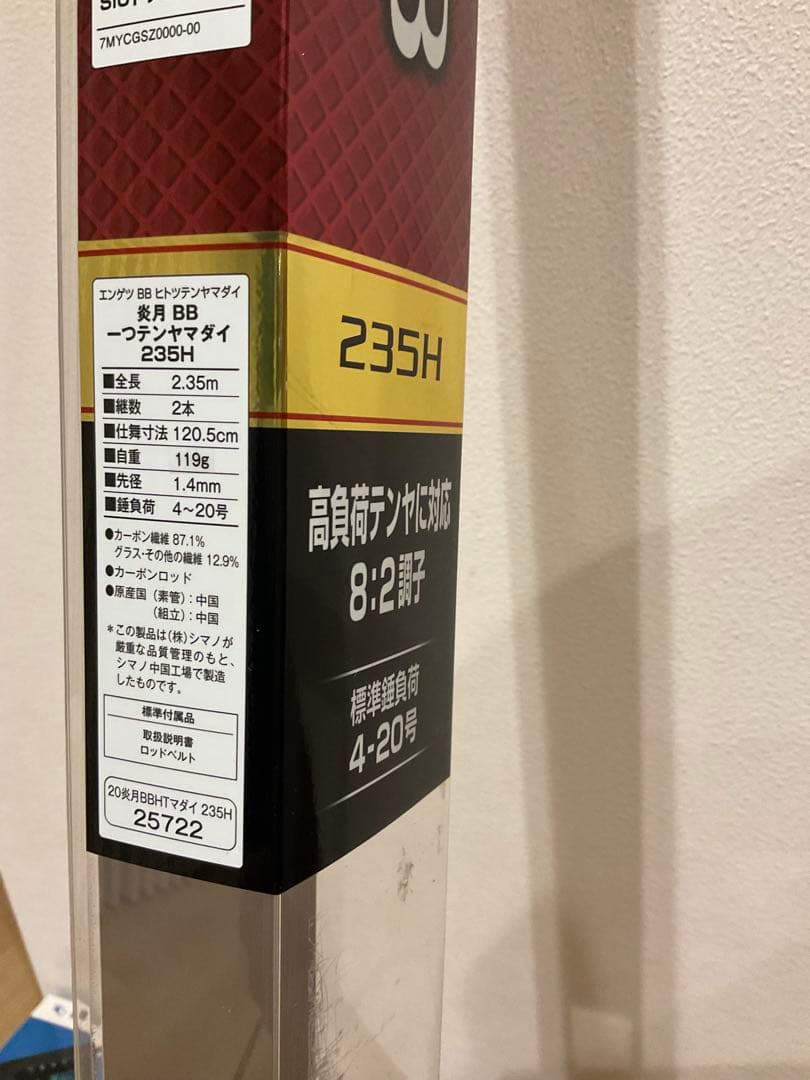 7MYCGSZ0000-00
B
エンゲツ BB ヒトツテンヤマダイ
炎月 BB
一つテンヤマダイ
235H
■全長 2.35m
■継数 2本
■仕舞寸法 120.5cm
■自重 119g
■先径 1.4mm
■錘負荷 4～20号
●カーボン繊維 87.1%
グラス・その他の繊維 12.9%
●カーボンロッド
●原産国（素管）：中国
（組立）：中国
＊この製品は(株)シマノが
厳重な品質管理のもと、
シマノ中国工場で製造
したものです。
標準付属品
取扱説明書
ロッドベルト
20炎月BBHTマダイ 235H
25722
235H
高負荷テンヤに対応
8:2調子
標準錘負荷
4-20号